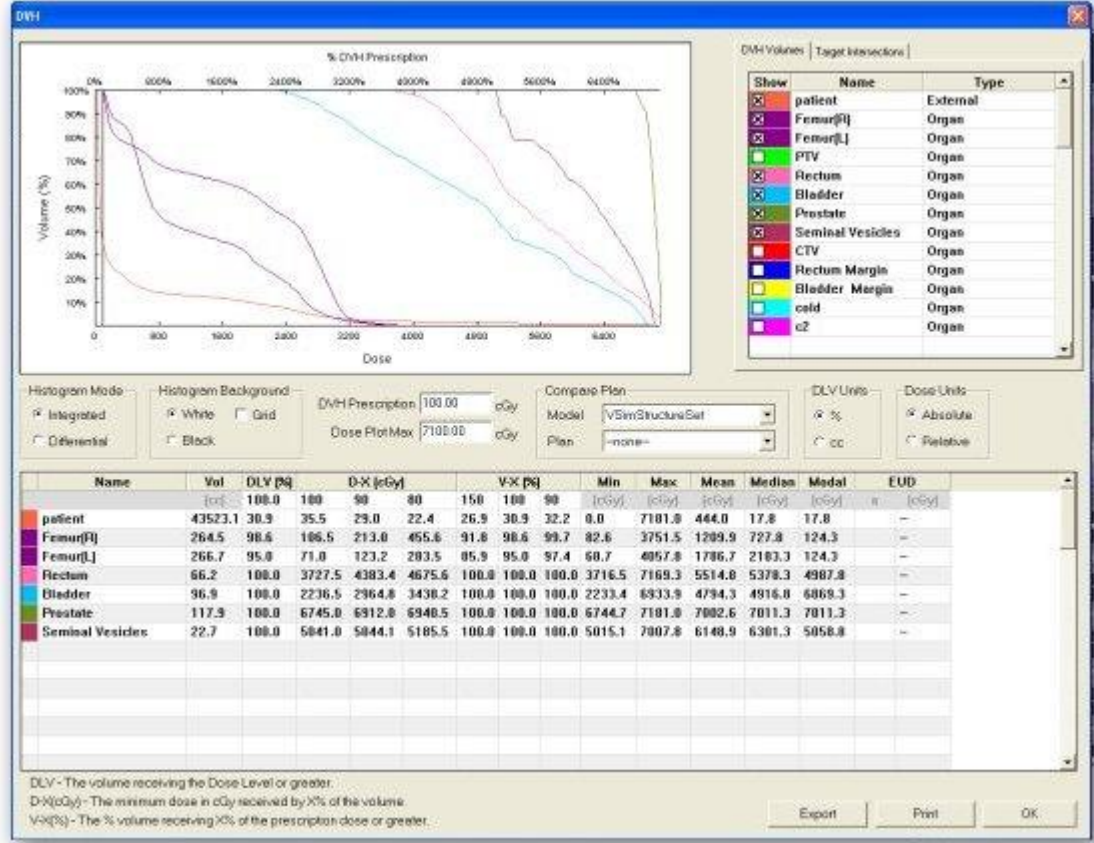 DVH
% DVH Prescription
0% 800% 1600% 2400% 3200% 4000% 4800% 5600% 6400%
100%
90%
80%
70%
60%
50%
40%
30%
20%
10%
Volume (%)
0 800 1600 2400 3200 4000 4800 5600 6400
Dose
DVH Volumes Target Intersections
Show Name Type
patient External
Femur(R) Organ
Femur(L) Organ
PTV Organ
Rectum Organ
Bladder Organ
Prostate Organ
Seminal Vesicles Organ
CTV Organ
Rectum Margin Organ
Bladder Margin Organ
cold Organ
c2 Organ
Histogram Mode
Integrated
Differential
Histogram Background
White Grid
Black
DVH Prescription 100.00 cGy
Dose Plot Max 7100.00 cGy
Compare Plan
Model VSimStructureSet
Plan --none--
DLV Units
%
cc
Dose Units
Absolute
Relative
Name Vol DLV (%) D-X (cGy) V-X (%) Min Max Mean Median Modal EUD
[cc] 100.0 100 90 80 150 100 90 [cGy] [cGy] [cGy] [cGy] [cGy] [cGy]
patient 43523.1 30.9 35.5 29.0 22.4 26.9 30.9 32.2 0.0 7101.0 444.0 17.8 17.8 --
Femur(R) 264.5 98.6 106.5 213.0 455.6 91.8 98.6 99.7 82.6 3751.5 1209.9 727.8 124.3 --
Femur(L) 266.7 95.0 71.0 123.2 283.5 85.9 95.0 97.4 60.7 4057.8 1786.7 2103.3 124.3 --
Rectum 66.2 100.0 3727.5 4383.4 4675.6 100.0 100.0 100.0 3716.5 7169.3 5514.0 5378.3 4987.8 --
Bladder 96.9 100.0 2236.5 2964.8 3438.2 100.0 100.0 100.0 2233.4 6933.9 4794.3 4916.8 6869.3 --
Prostate 117.9 100.0 6745.0 6912.0 6940.5 100.0 100.0 100.0 6744.7 7101.0 7002.6 7011.3 7011.3 --
Seminal Vesicles 22.7 100.0 5041.0 5044.1 5185.5 100.0 100.0 100.0 5015.1 7007.8 6148.9 6301.3 5058.8 --
DLV - The volume receiving the Dose Level or greater.
D-X(cGy) - The minimum dose in cGy received by X% of the volume
V-X(%) - The % volume receiving X% of the prescription dose or greater.
Export Print OK